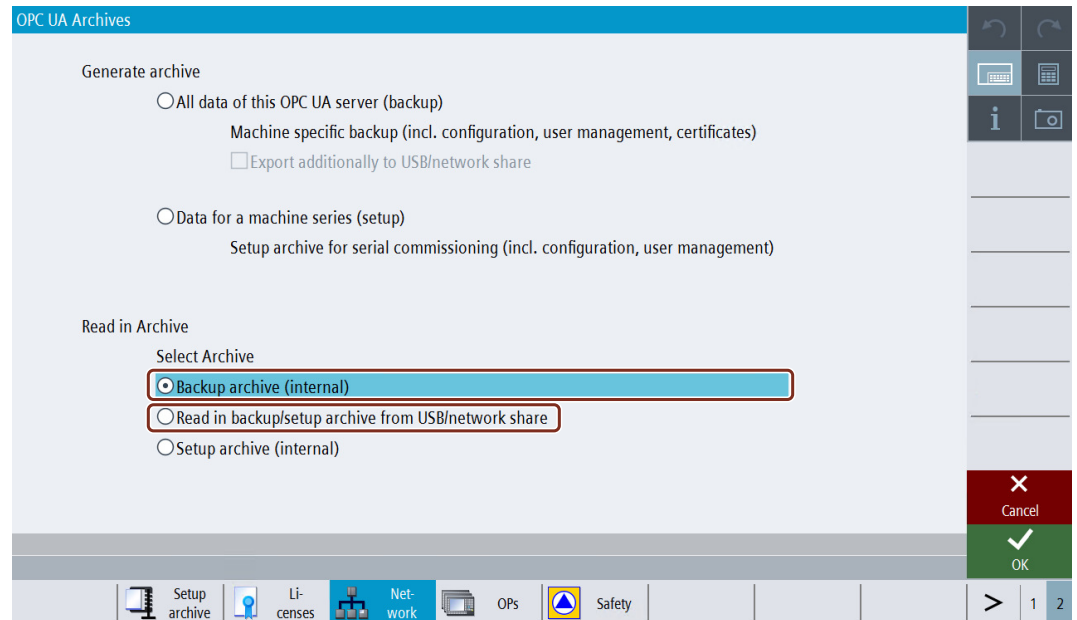 OPC UA Archives
Generate archive
All data of this OPC UA server (backup)
Machine specific backup (incl. configuration, user management, certificates)
Export additionally to USB/network share
Data for a machine series (setup)
Setup archive for serial commissioning (incl. configuration, user management)
Read in Archive
Select Archive
Backup archive (internal)
Read in backup/setup archive from USB/network share
Setup archive (internal)
Cancel
OK
Setup
archive
Li-
censes
Net-
work
OPs
Safety
> 1 2